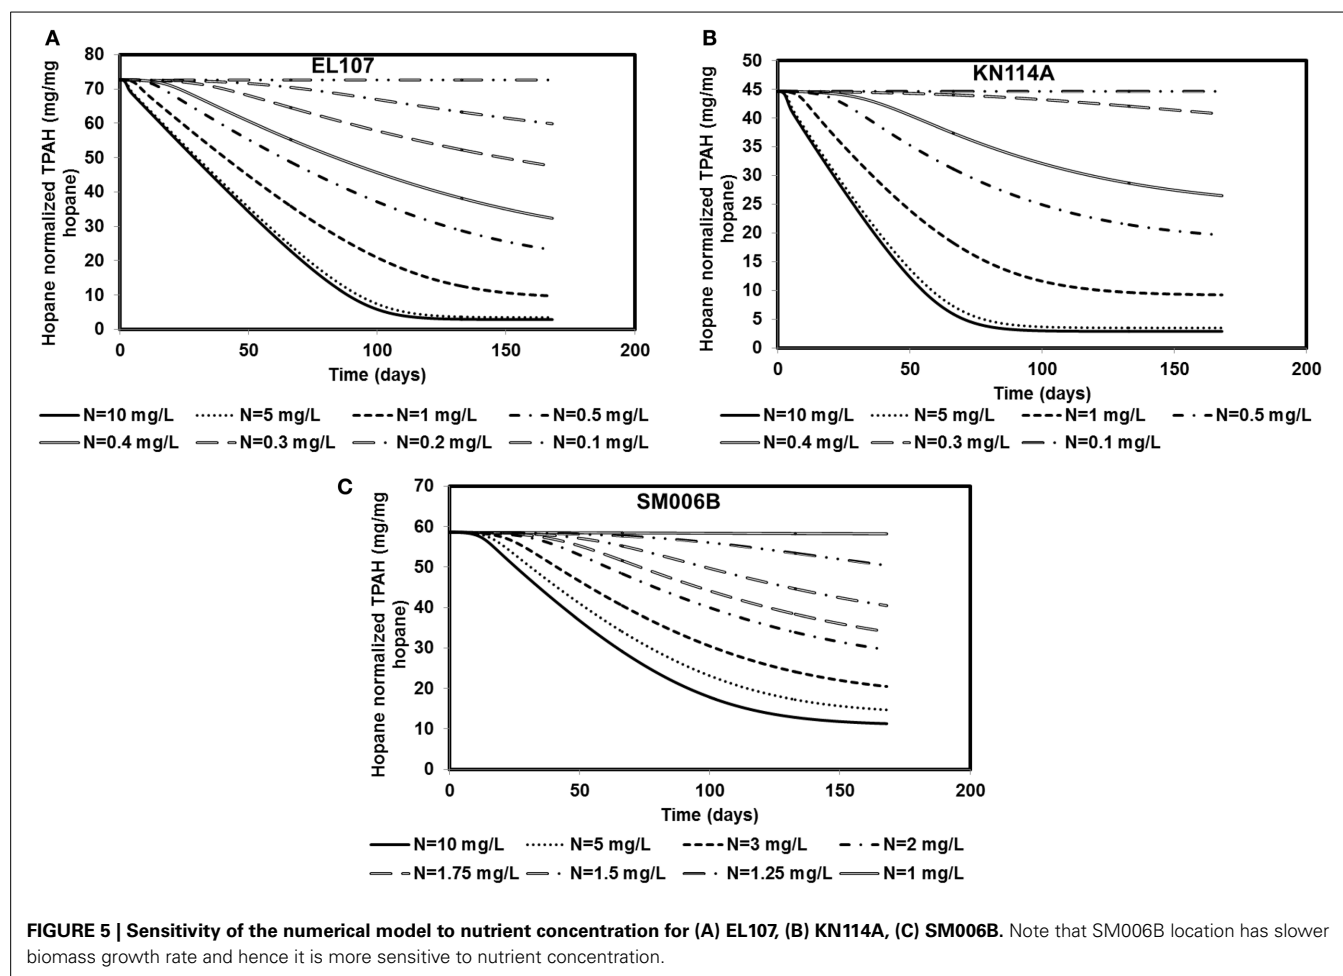 A
EL107
Hopane normalized TPAH (mg/mg
hopane)
80
70
60
50
40
30
20
10
0
0 50 100 150 200
Time (days)
N=10 mg/L N=5 mg/L N=1 mg/L N=0.5 mg/L
N=0.4 mg/L N=0.3 mg/L N=0.2 mg/L N=0.1 mg/L
B
KN114A
Hopane normalized TPAH (mg/mg
hopane)
50
45
40
35
30
25
20
15
10
5
0
0 50 100 150 200
Time (days)
N=10 mg/L N=5 mg/L N=1 mg/L N=0.5 mg/L
N=0.4 mg/L N=0.3 mg/L N=0.1 mg/L
C
SM006B
Hopane normalized TPAH (mg/mg
hopane)
70
60
50
40
30
20
10
0
0 50 100 150 200
Time (days)
N=10 mg/L N=5 mg/L N=3 mg/L N=2 mg/L
N=1.75 mg/L N=1.5 mg/L N=1.25 mg/L N=1 mg/L
FIGURE 5 | Sensitivity of the numerical model to nutrient concentration for (A) EL107, (B) KN114A, (C) SM006B. Note that SM006B location has slower
biomass growth rate and hence it is more sensitive to nutrient concentration.